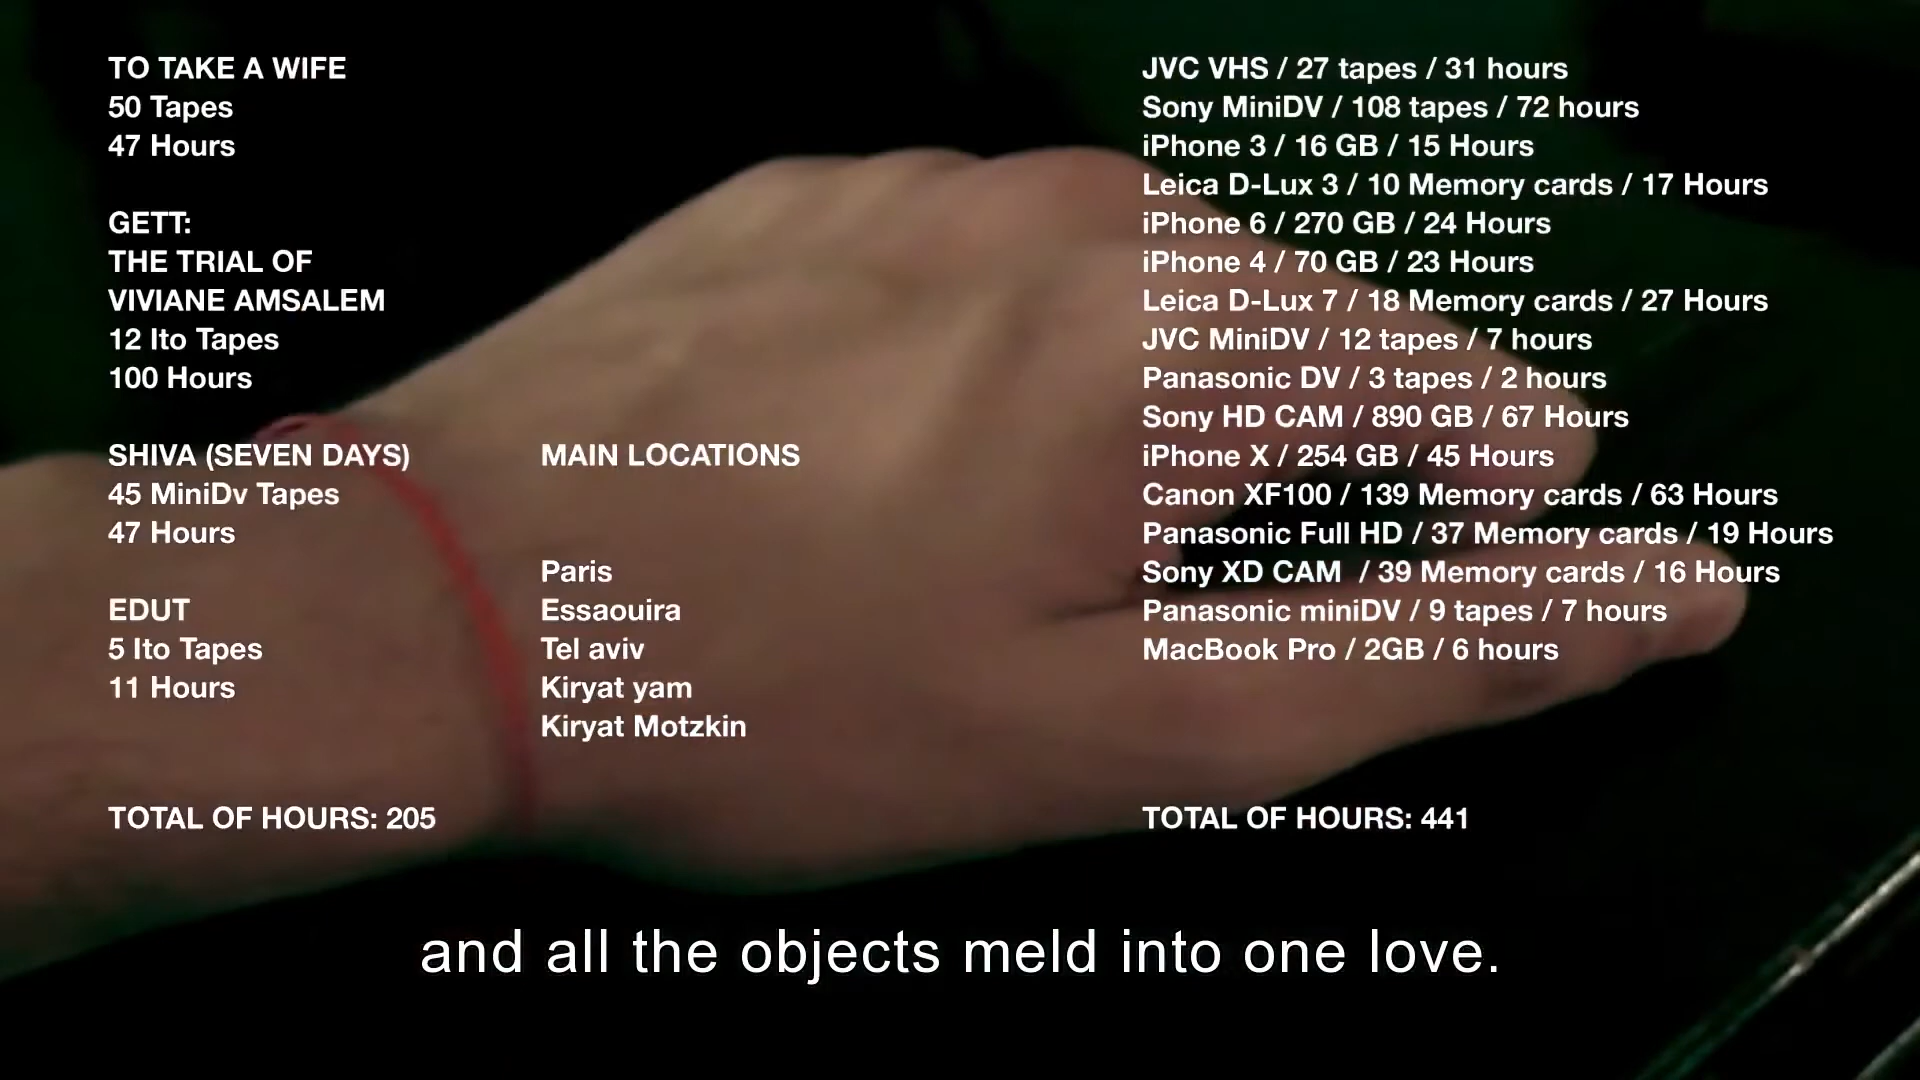 TO TAKE A WIFE
50 Tapes
47 Hours
GETT:
THE TRIAL OF
VIVIANE AMSALEM
12 lto Tapes
100 Hours
SHIVA (SEVEN DAYS)
45 MiniDv Tapes
47 Hours
EDUT
5 lto Tapes
11 Hours
TOTAL OF HOURS: 205
MAIN LOCATIONS
Paris
Essaouira
Tel aviv
Kiryat yam
Kiryat Motzkin
JVC VHS / 27 tapes / 31 hours
Sony MiniDV / 108 tapes / 72 hours
iPhone 3 / 16 GB / 15 Hours
Leica D-Lux 3 / 10 Memory cards / 17 Hours
iPhone 6 / 270 GB / 24 Hours
iPhone 4 / 70 GB / 23 Hours
Leica D-Lux 7 / 18 Memory cards / 27 Hours
JVC MiniDV / 12 tapes / 7 hours
Panasonic DV / 3 tapes / 2 hours
Sony HD CAM / 890 GB / 67 Hours
iPhone X / 254 GB / 45 Hours
Canon XF100 / 139 Memory cards / 63 Hours
Panasonic Full HD / 37 Memory cards / 19 Hours
Sony XD CAM / 39 Memory cards / 16 Hours
Panasonic miniDV / 9 tapes / 7 hours
MacBook Pro / 2GB / 6 hours
TOTAL OF HOURS: 441
and all the objects meld into one love.